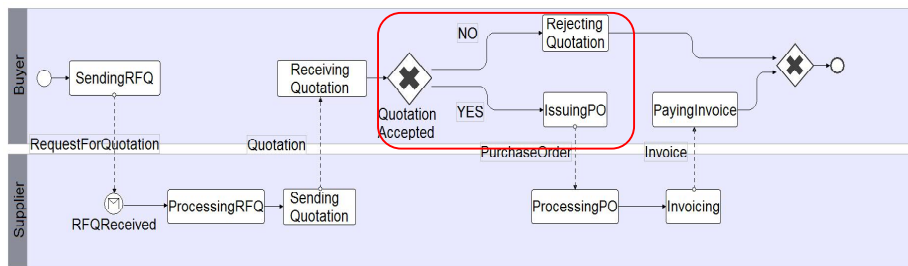 Buyer
SendingRFQ
Receiving
Quotation
Quotation
Accepted
NO
YES
Rejecting
Quotation
IssuingPO
PayingInvoice
RequestForQuotation
Quotation
PurchaseOrder
Invoice
Supplier
RFQReceived
ProcessingRFQ
Sending
Quotation
ProcessingPO
Invoicing